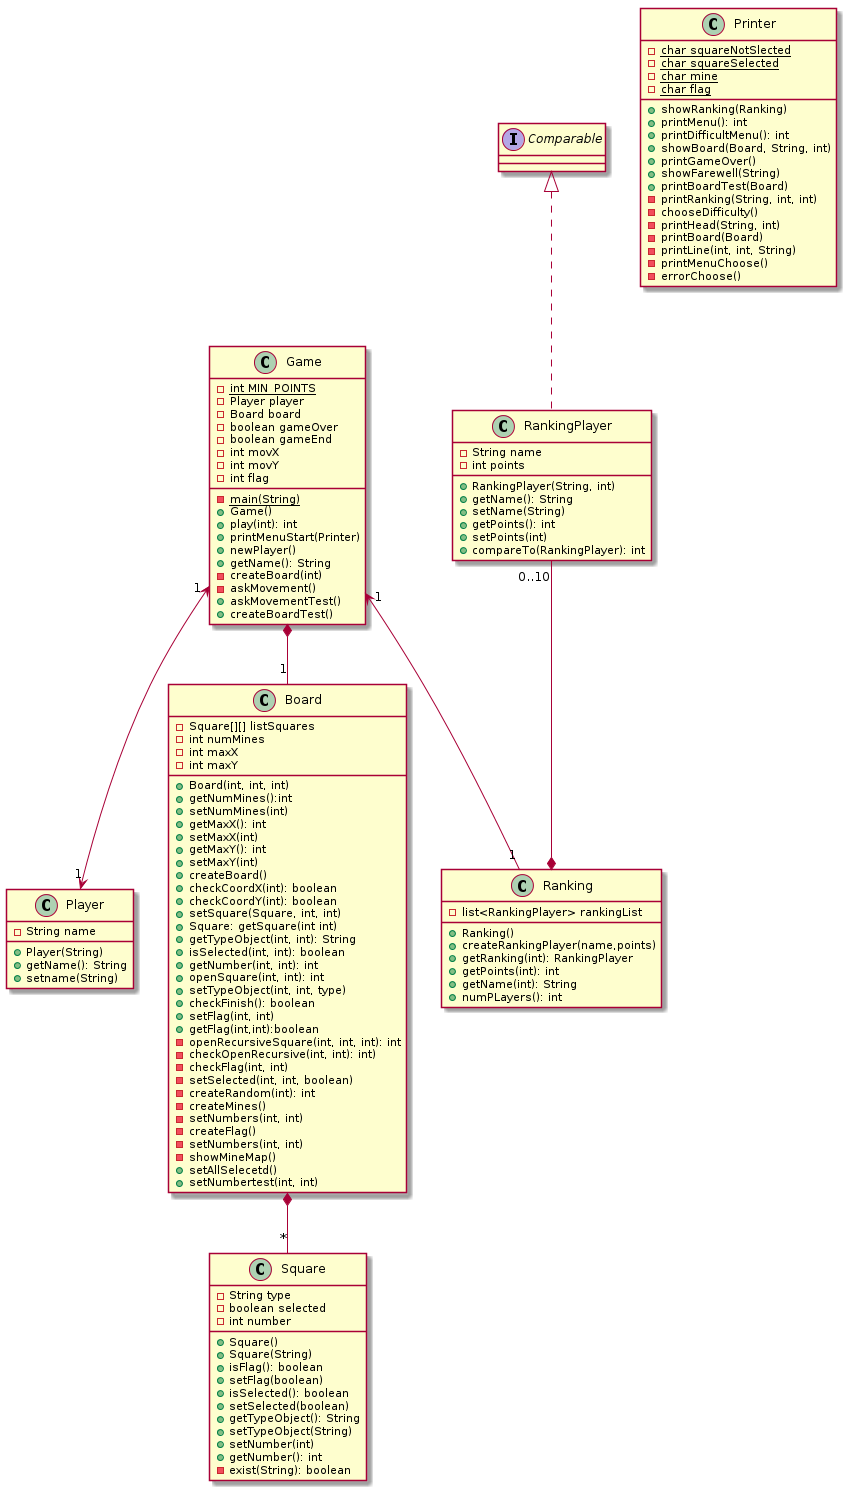 C Printer
char squareNotSlected
char squareSelected
char mine
char flag
showRanking(Ranking)
printMenu(): int
printDifficultMenu(): int
showBoard(Board, String, int)
printGameOver()
showFarewell(String)
printBoardTest(Board)
printRanking(String, int, int)
chooseDifficulty()
printHead(String, int)
printBoard(Board)
printLine(int, int, String)
printMenuChoose()
errorChoose()
I Comparable
C Game
int MIN_POINTS
Player player
Board board
boolean gameOver
boolean gameEnd
int movX
int movY
int flag
main(String)
Game()
play(int): int
printMenuStart(Printer)
newPlayer()
getName(): String
createBoard(int)
askMovement()
askMovementTest()
createBoardTest()
C RankingPlayer
String name
int points
RankingPlayer(String, int)
getName(): String
setName(String)
getPoints(): int
setPoints(int)
compareTo(RankingPlayer): int
0..10
1
1
1
C Board
Square[][] listSquares
int numMines
int maxX
int maxY
Board(int, int, int)
getNumMines():int
setNumMines(int)
getMaxX(): int
setMaxX(int)
getMaxY(): int
setMaxY(int)
createBoard()
checkCoordX(int): boolean
checkCoordY(int): boolean
setSquare(Square, int, int)
Square: getSquare(int int)
getTypeObject(int, int): String
isSelected(int, int): boolean
getNumber(int, int): int
openSquare(int, int): int
setTypeObject(int, int, type)
checkFinish(): boolean
setFlag(int, int)
getFlag(int,int):boolean
openRecursiveSquare(int, int, int): int
checkOpenRecursive(int, int): int)
checkFlag(int, int)
setSelected(int, int, boolean)
createRandom(int): int
createMines()
setNumbers(int, int)
createFlag()
setNumbers(int, int)
showMineMap()
setAllSelecetd()
setNumbertest(int, int)
1
C Player
String name
Player(String)
getName(): String
setname(String)
1
C Ranking
list<RankingPlayer> rankingList
Ranking()
createRankingPlayer(name,points)
getRanking(int): RankingPlayer
getPoints(int): int
getName(int): String
numPLayers(): int
*
C Square
String type
boolean selected
int number
Square()
Square(String)
isFlag(): boolean
setFlag(boolean)
isSelected(): boolean
setSelected(boolean)
getTypeObject(): String
setTypeObject(String)
setNumber(int)
getNumber(): int
exist(String): boolean